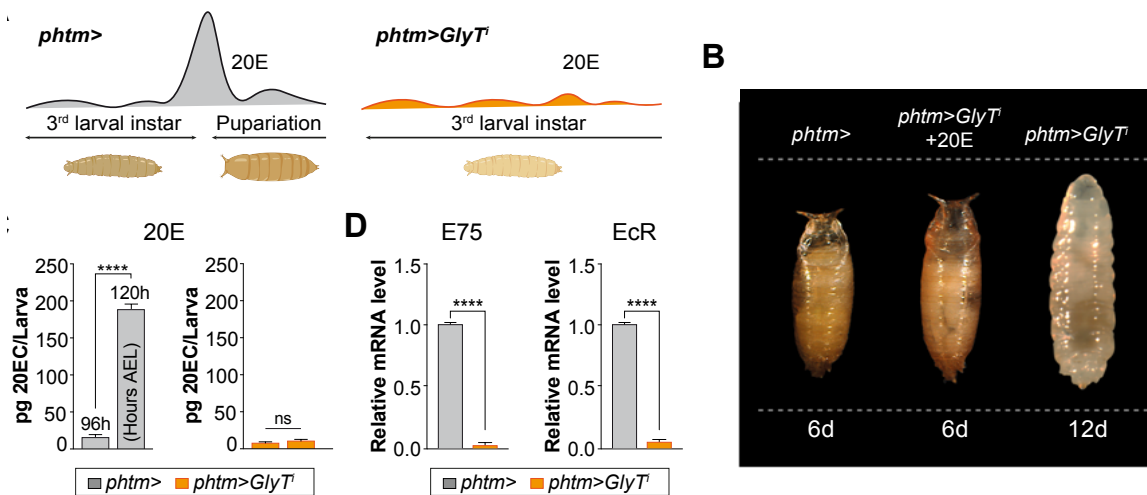 phtm>
20E
3rd larval instar
Pupariation
phtm>GlyTⁱ
20E
3rd larval instar
B
phtm>
phtm>GlyTⁱ
+20E
phtm>GlyTⁱ
6d
6d
12d
20E
pg 20EC/Larva
250
200
150
100
50
0
****
96h
120h
(Hours AEL)
pg 20EC/Larva
250
200
150
100
50
0
ns
phtm>
phtm>GlyTⁱ
D
E75
Relative mRNA level
1.5
1.0
0.5
0.0
****
EcR
Relative mRNA level
1.5
1.0
0.5
0.0
****
phtm>
phtm>GlyTⁱ